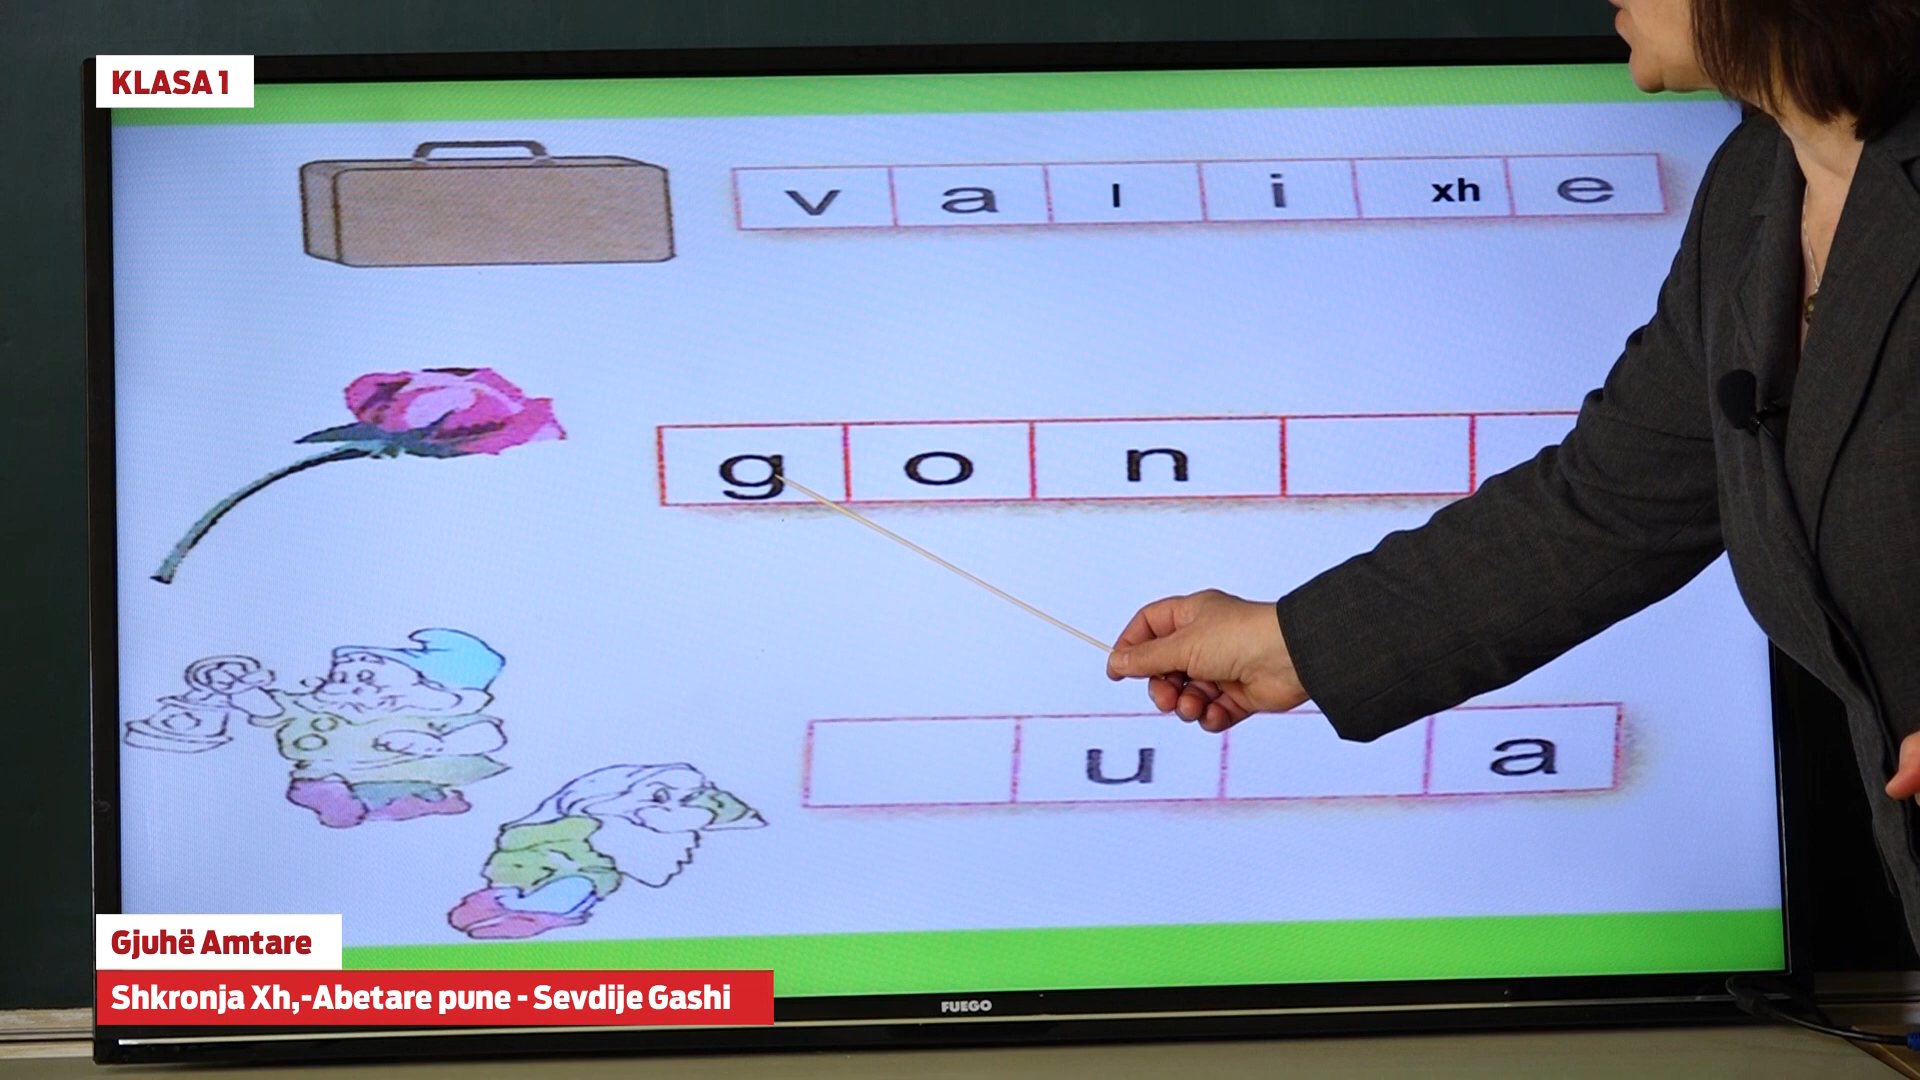 KLASA 1
v a l i xh e
g o n
u a
Gjuhë Amtare
Shkronja Xh,-Abetare pune - Sevdije Gashi
FUEGO